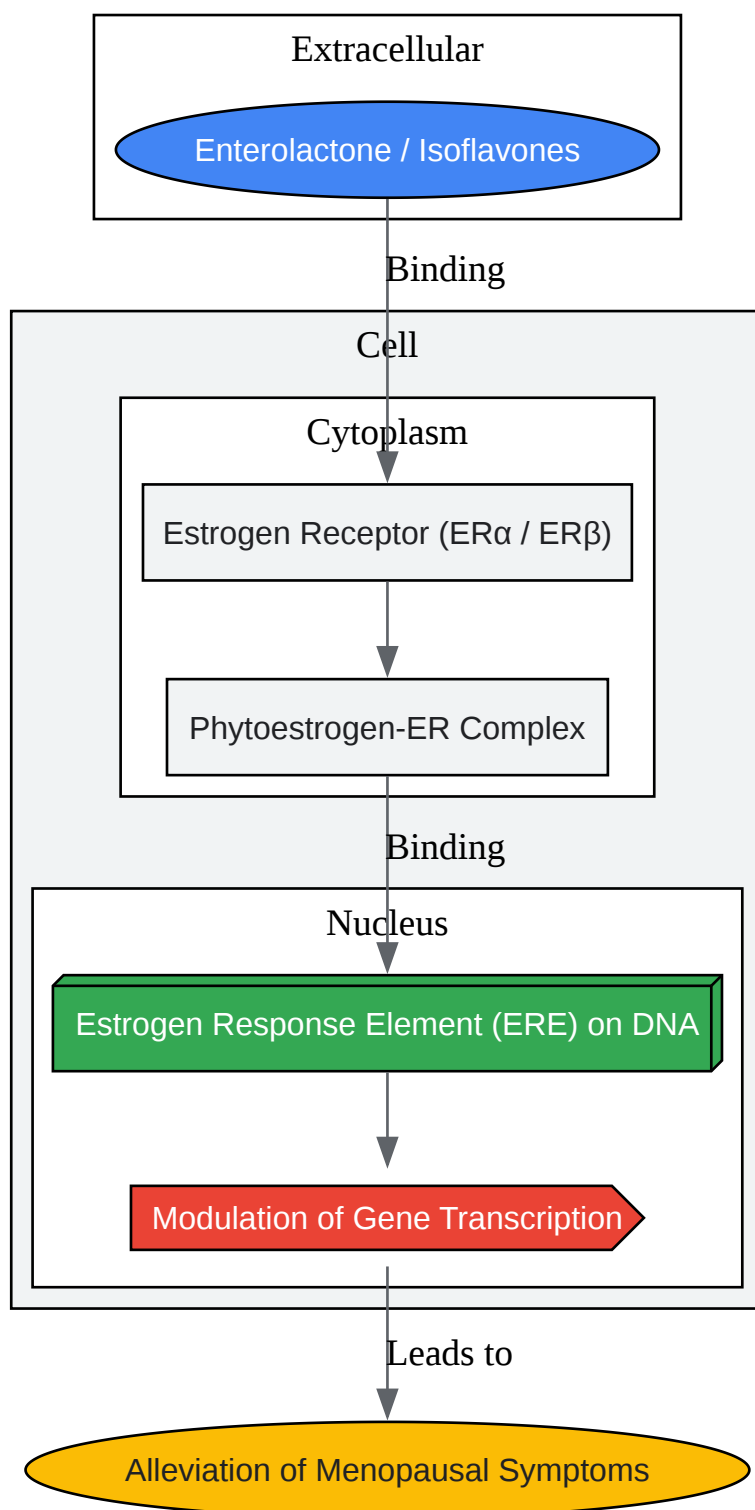 Extracellular
Enterolactone / Isoflavones
Binding
Cell
Cytoplasm
Estrogen Receptor (ERα / ERβ)
Phytoestrogen-ER Complex
Binding
Nucleus
Estrogen Response Element (ERE) on DNA
Modulation of Gene Transcription
Leads to
Alleviation of Menopausal Symptoms